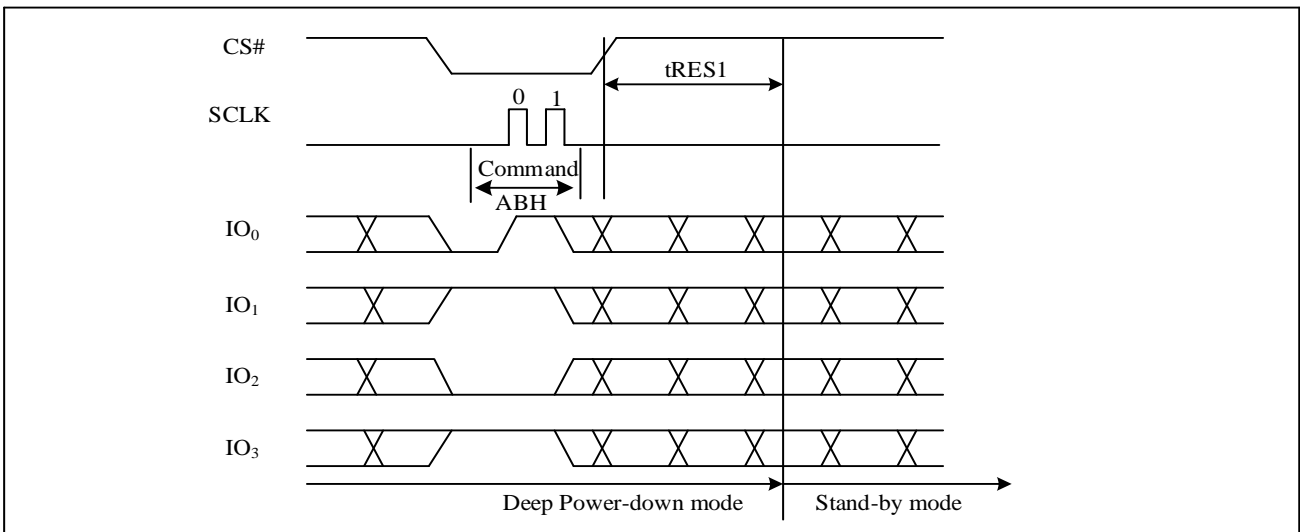 CS#
tRES1
0 1
SCLK
Command
ABH
IO₀
IO₁
IO₂
IO₃
Deep Power-down mode Stand-by mode